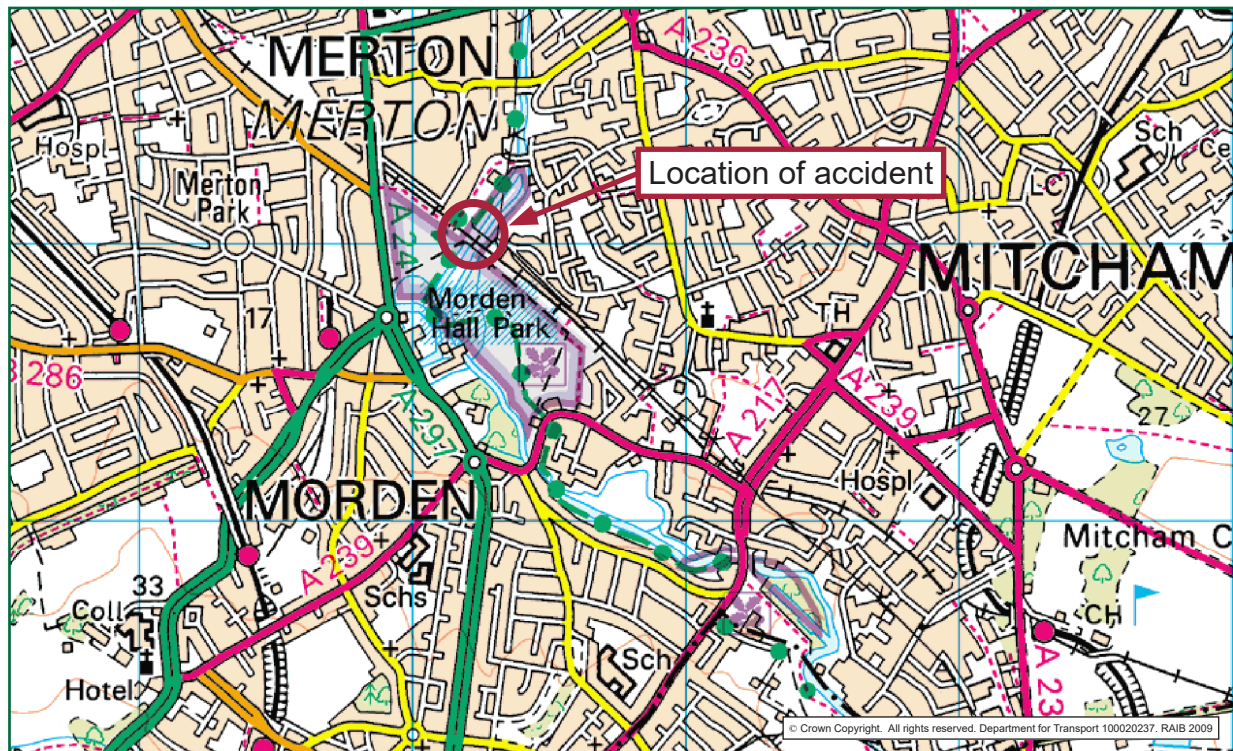 MERTON
MERTON
A 236
Hospl
Merton
Park
Location of accident
A 24
Sch
LC
MITCHAM
Morden
Hall Park
17
TH
A 239
A 217
A 297
27
MORDEN
Hospl
Mitcham C
A 239
Schs
33
Coll
CH
Hotel
Sch
A 23
© Crown Copyright. All rights reserved. Department for Transport 100020237. RAIB 2009